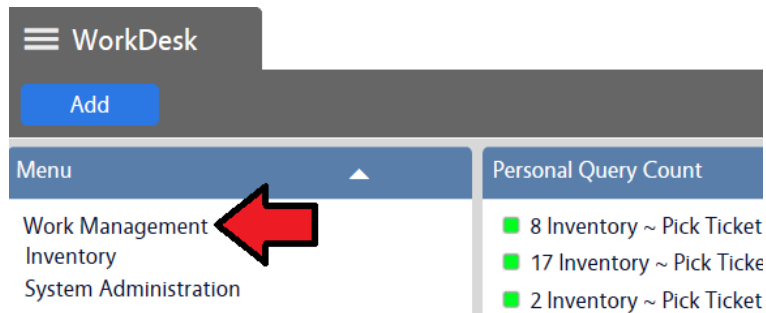 WorkDesk
Add
Menu
Work Management
Inventory
System Administration
Personal Query Count
8 Inventory ~ Pick Ticket
17 Inventory ~ Pick Ticke
2 Inventory ~ Pick Ticket